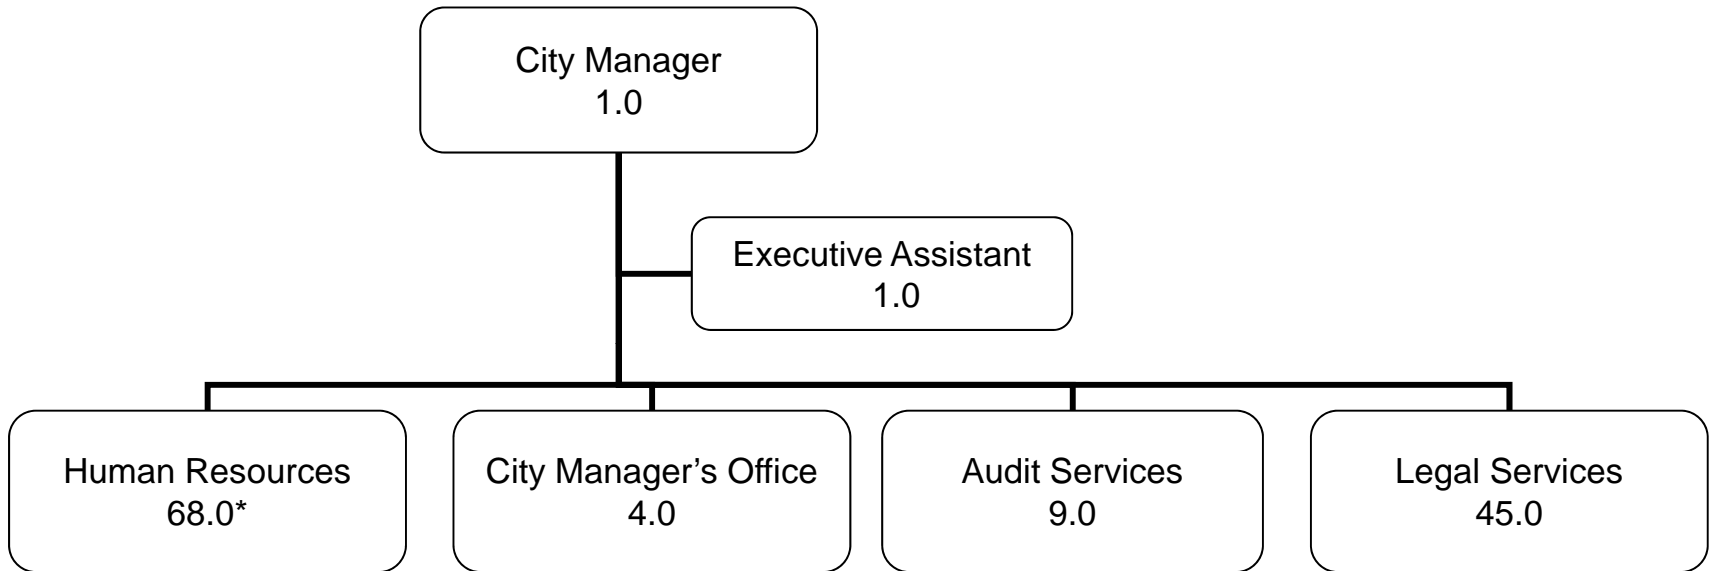 City Manager
1.0
Executive Assistant
1.0
Human Resources
68.0*
City Manager’s Office
4.0
Audit Services
9.0
Legal Services
45.0